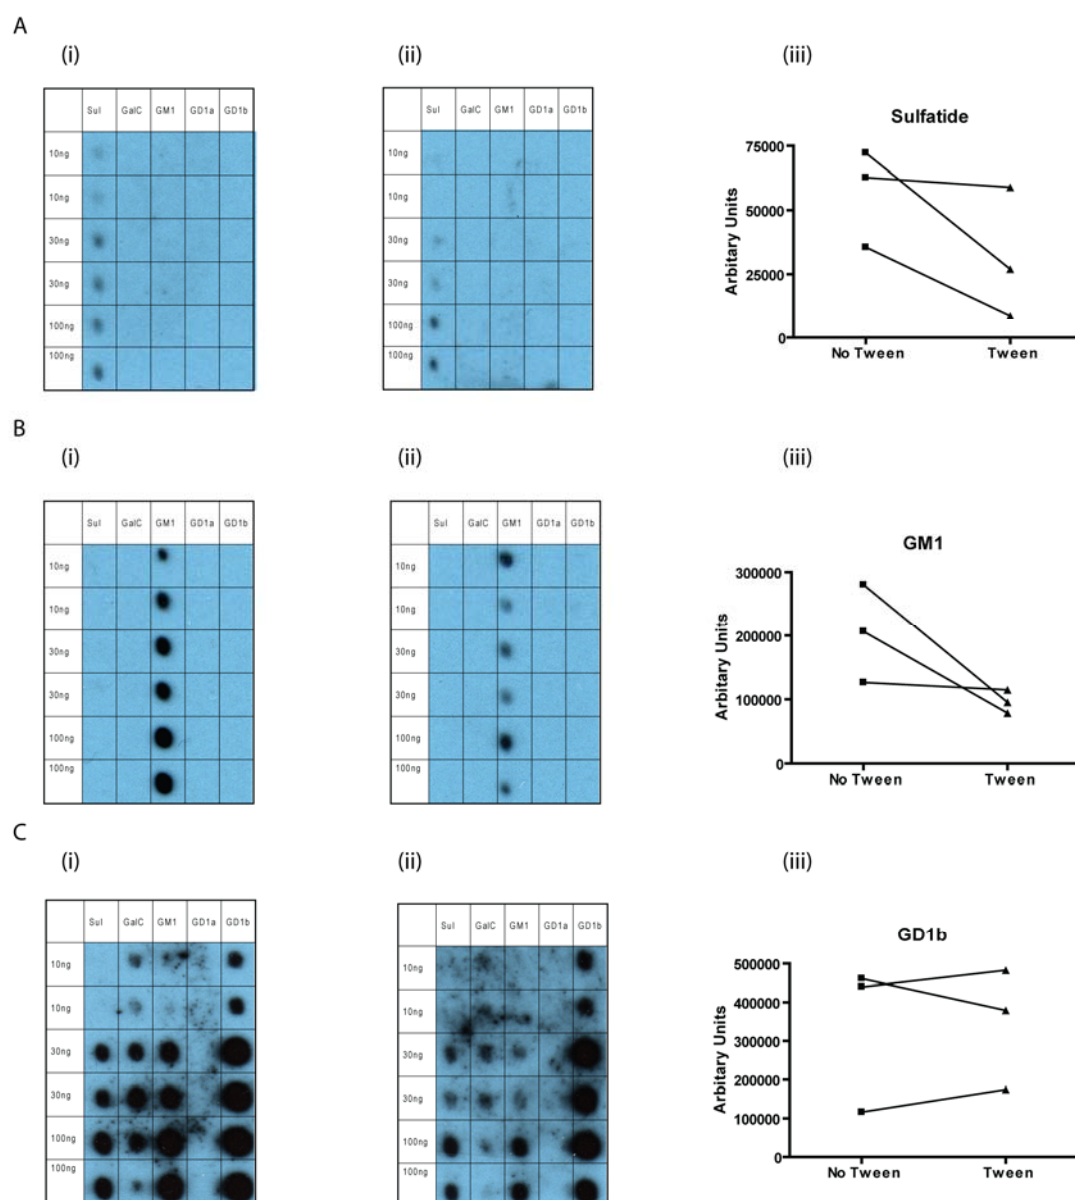 A
(i)
(ii)
(iii)
Sul GalC GM1 GD1a GD1b
10ng
10ng
30ng
30ng
100ng
100ng
Sul GalC GM1 GD1a GD1b
10ng
10ng
30ng
30ng
100ng
100ng
Sulfatide
Arbitary Units
75000
50000
25000
0
No Tween Tween
B
(i)
(ii)
(iii)
Sul GalC GM1 GD1a GD1b
10ng
10ng
30ng
30ng
100ng
100ng
Sul GalC GM1 GD1a GD1b
10ng
10ng
30ng
30ng
100ng
100ng
GM1
Arbitary Units
300000
200000
100000
0
No Tween Tween
C
(i)
(ii)
(iii)
Sul GalC GM1 GD1a GD1b
10ng
10ng
30ng
30ng
100ng
100ng
Sul GalC GM1 GD1a GD1b
10ng
10ng
30ng
30ng
100ng
100ng
GD1b
Arbitary Units
500000
400000
300000
200000
100000
0
No Tween Tween